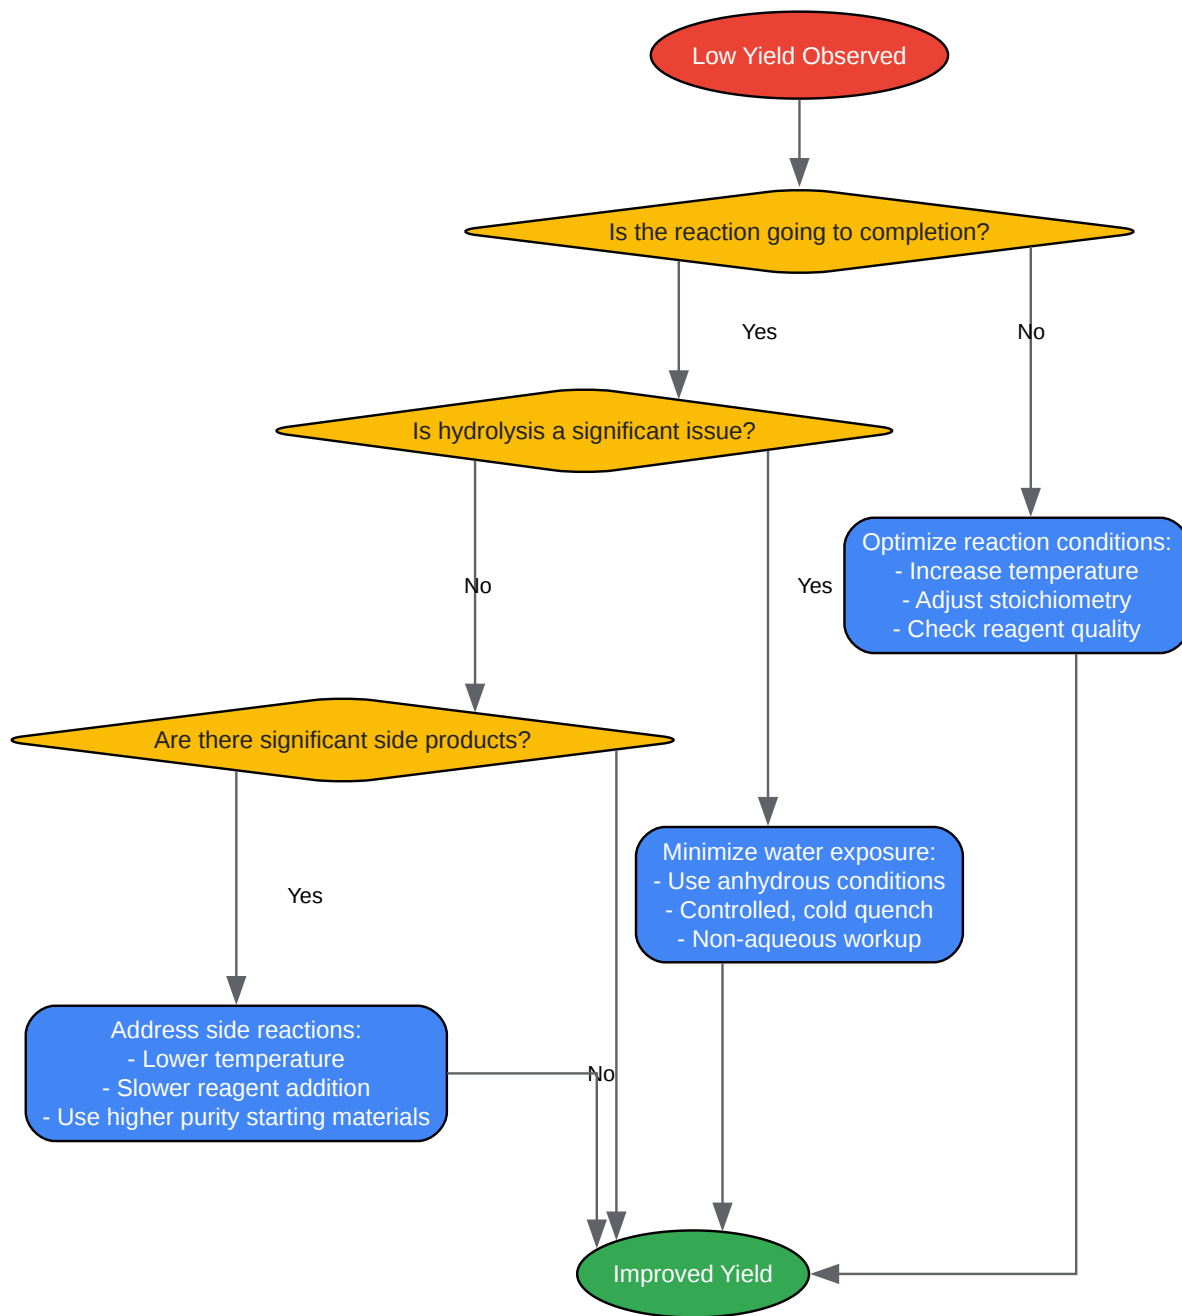 Low Yield Observed
Is the reaction going to completion?
Yes
No
Is hydrolysis a significant issue?
Optimize reaction conditions:
- Increase temperature
- Adjust stoichiometry
- Check reagent quality
No
Yes
Are there significant side products?
Minimize water exposure:
- Use anhydrous conditions
- Controlled, cold quench
- Non-aqueous workup
Yes
Address side reactions:
- Lower temperature
- Slower reagent addition
- Use higher purity starting materials
No
Improved Yield